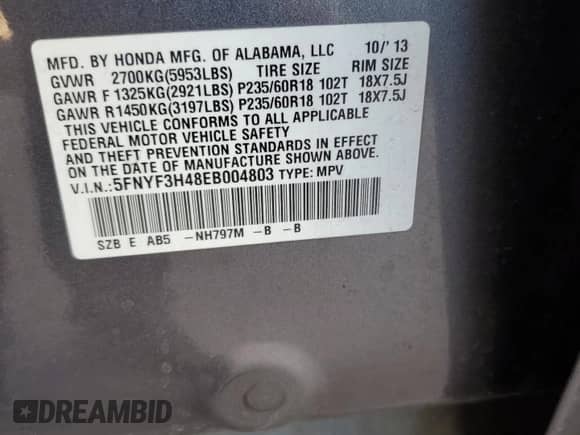 MFD. BY HONDA MFG. OF ALABAMA, LLC 10/'13
GVWR 2700KG(5953LBS) TIRE SIZE RIM SIZE
GAWR F 1325KG(2921LBS) P235/60R18 102T 18X7.5J
GAWR R 1450KG(3197LBS) P235/60R18 102T 18X7.5J
THIS VEHICLE CONFORMS TO ALL APPLICABLE
FEDERAL MOTOR VEHICLE SAFETY
AND THEFT PREVENTION STANDARDS IN EFFECT
ON THE DATE OF MANUFACTURE SHOWN ABOVE.
V.I.N.:5FNYF3H48EB004803 TYPE: MPV
SZB E AB5 -NH797M -B -B
DREAMBID